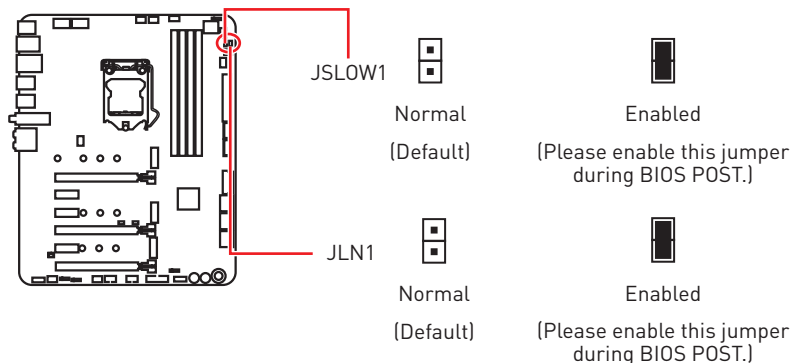 JSLOW1
Normal
Enabled
(Default)
(Please enable this jumper
during BIOS POST.)
JLN1
Normal
Enabled
(Default)
(Please enable this jumper
during BIOS POST.)